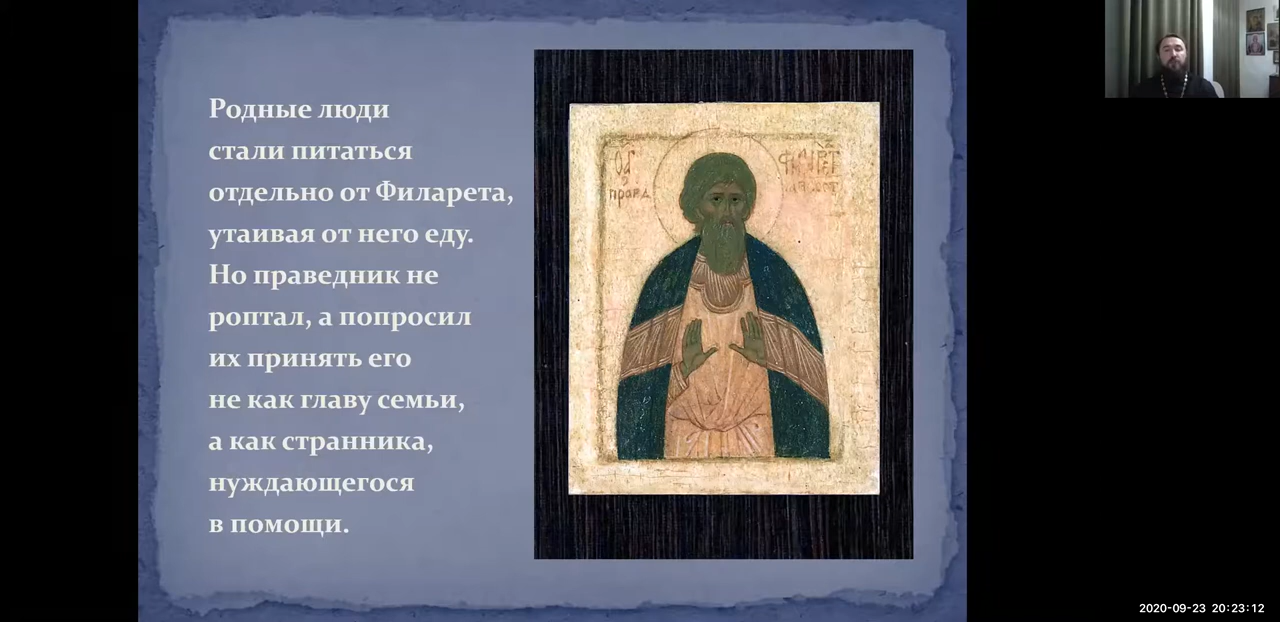 Родные люди
стали питаться
отдельно от Филарета,
утаивая от него еду.
Но праведник не
роптал, а попросил
их принять его
не как главу семьи,
а как странника,
нуждающегося
в помощи.
2020-09-23 20:23:12